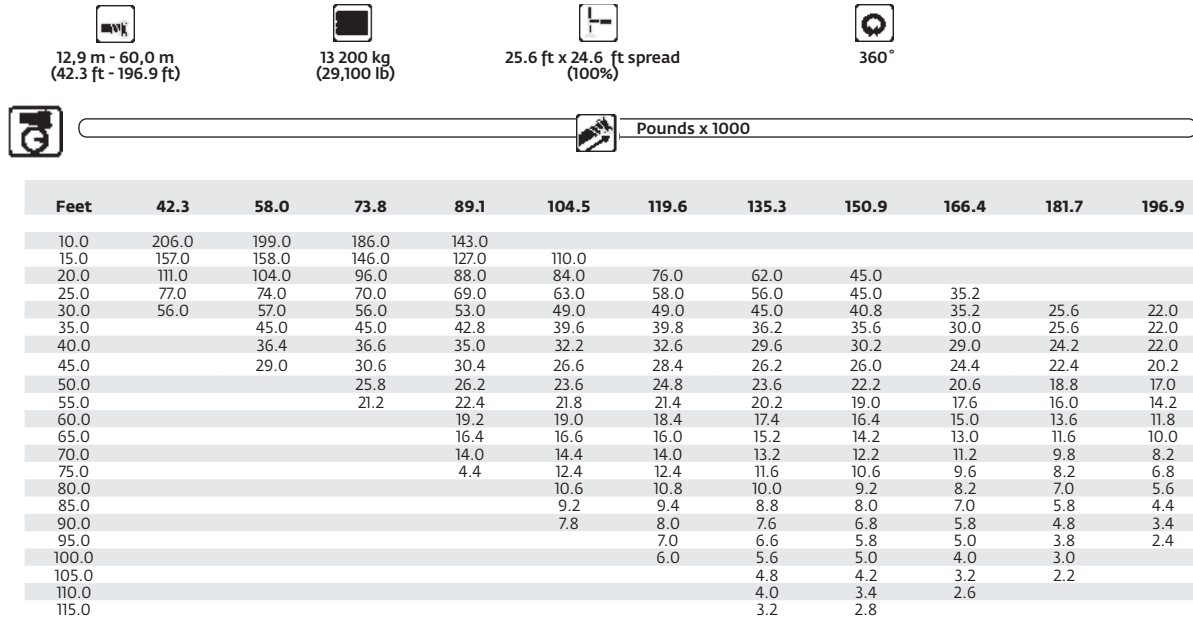 12,9 m - 60,0 m 13 200 kg 25.6 ft x 24.6 ft spread 360°
(42.3 ft - 196.9 ft) (29,100 lb) (100%)
Pounds x 1000
Feet 42.3 58.0 73.8 89.1 104.5 119.6 135.3 150.9 166.4 181.7 196.9
10.0 206.0 199.0 186.0 143.0
15.0 157.0 158.0 146.0 127.0 110.0
20.0 111.0 104.0 96.0 88.0 84.0 76.0 62.0 45.0
25.0 77.0 74.0 70.0 69.0 63.0 58.0 56.0 45.0 35.2
30.0 56.0 57.0 56.0 53.0 49.0 49.0 45.0 40.8 35.2 25.6 22.0
35.0 45.0 45.0 42.8 39.6 39.8 36.2 35.6 30.0 25.6 22.0
40.0 36.4 36.6 35.0 32.2 32.6 29.6 30.2 29.0 24.2 22.0
45.0 29.0 30.6 30.4 26.6 28.4 26.2 26.0 24.4 22.4 20.2
50.0 25.8 26.2 23.6 24.8 23.6 22.2 20.6 18.8 17.0
55.0 21.2 22.4 21.8 21.4 20.2 19.0 17.6 16.0 14.2
60.0 19.2 19.0 18.4 17.4 16.4 15.0 13.6 11.8
65.0 16.4 16.6 16.0 15.2 14.2 13.0 11.6 10.0
70.0 14.0 14.4 14.0 13.2 12.2 11.2 9.8 8.2
75.0 4.4 12.4 12.4 11.6 10.6 9.6 8.2 6.8
80.0 10.6 10.8 10.0 9.2 8.2 7.0 5.6
85.0 9.2 9.4 8.8 8.0 7.0 5.8 4.4
90.0 7.8 8.0 7.6 6.8 5.8 4.8 3.4
95.0 7.0 6.6 5.8 5.0 3.8 2.4
100.0 6.0 5.6 5.0 4.0 3.0
105.0 4.8 4.2 3.2 2.2
110.0 4.0 3.4 2.6
115.0 3.2 2.8